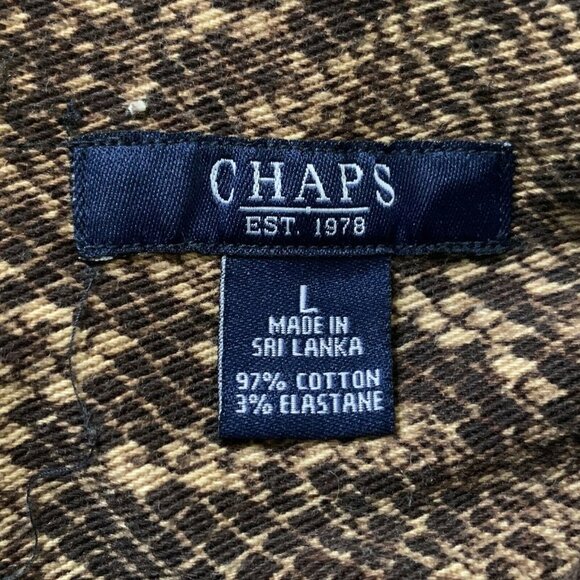 CHAPS
EST. 1978
L
MADE IN
SRI LANKA
97% COTTON
3% ELASTANE